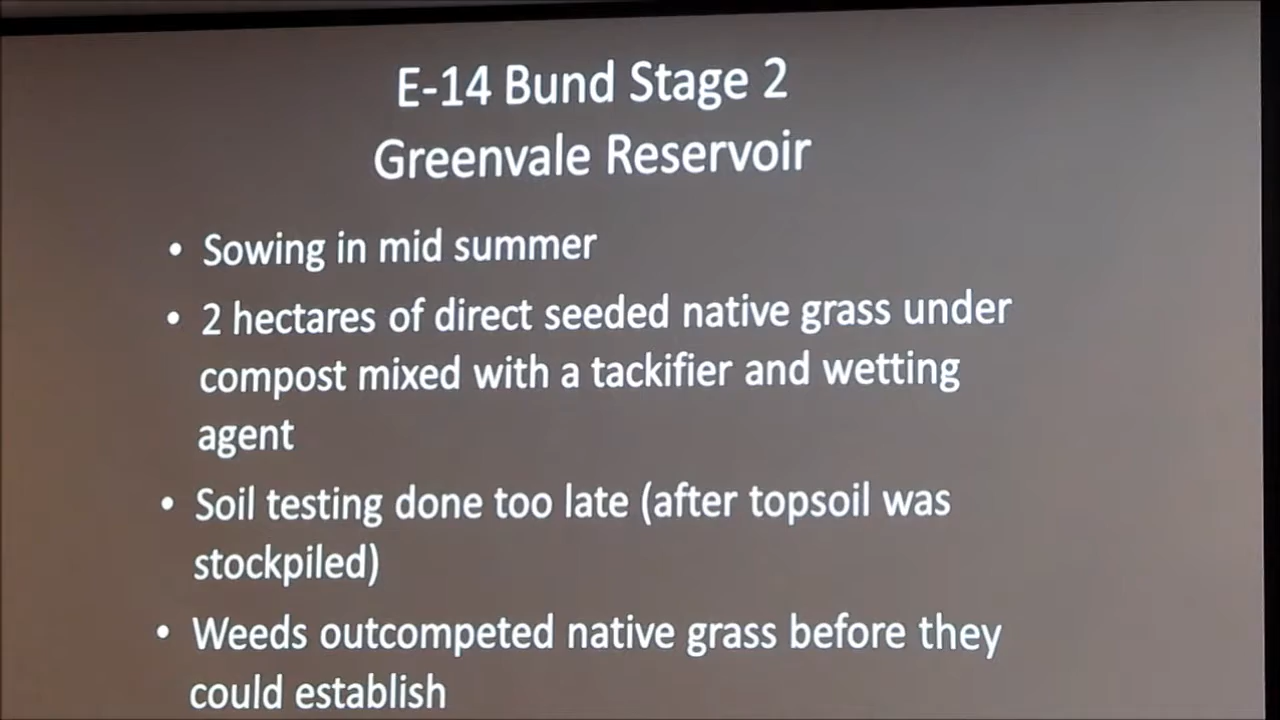 E-14 Bund Stage 2
Greenvale Reservoir
• Sowing in mid summer
• 2 hectares of direct seeded native grass under
compost mixed with a tackifier and wetting
agent
• Soil testing done too late (after topsoil was
stockpiled)
• Weeds outcompeted native grass before they
could establish